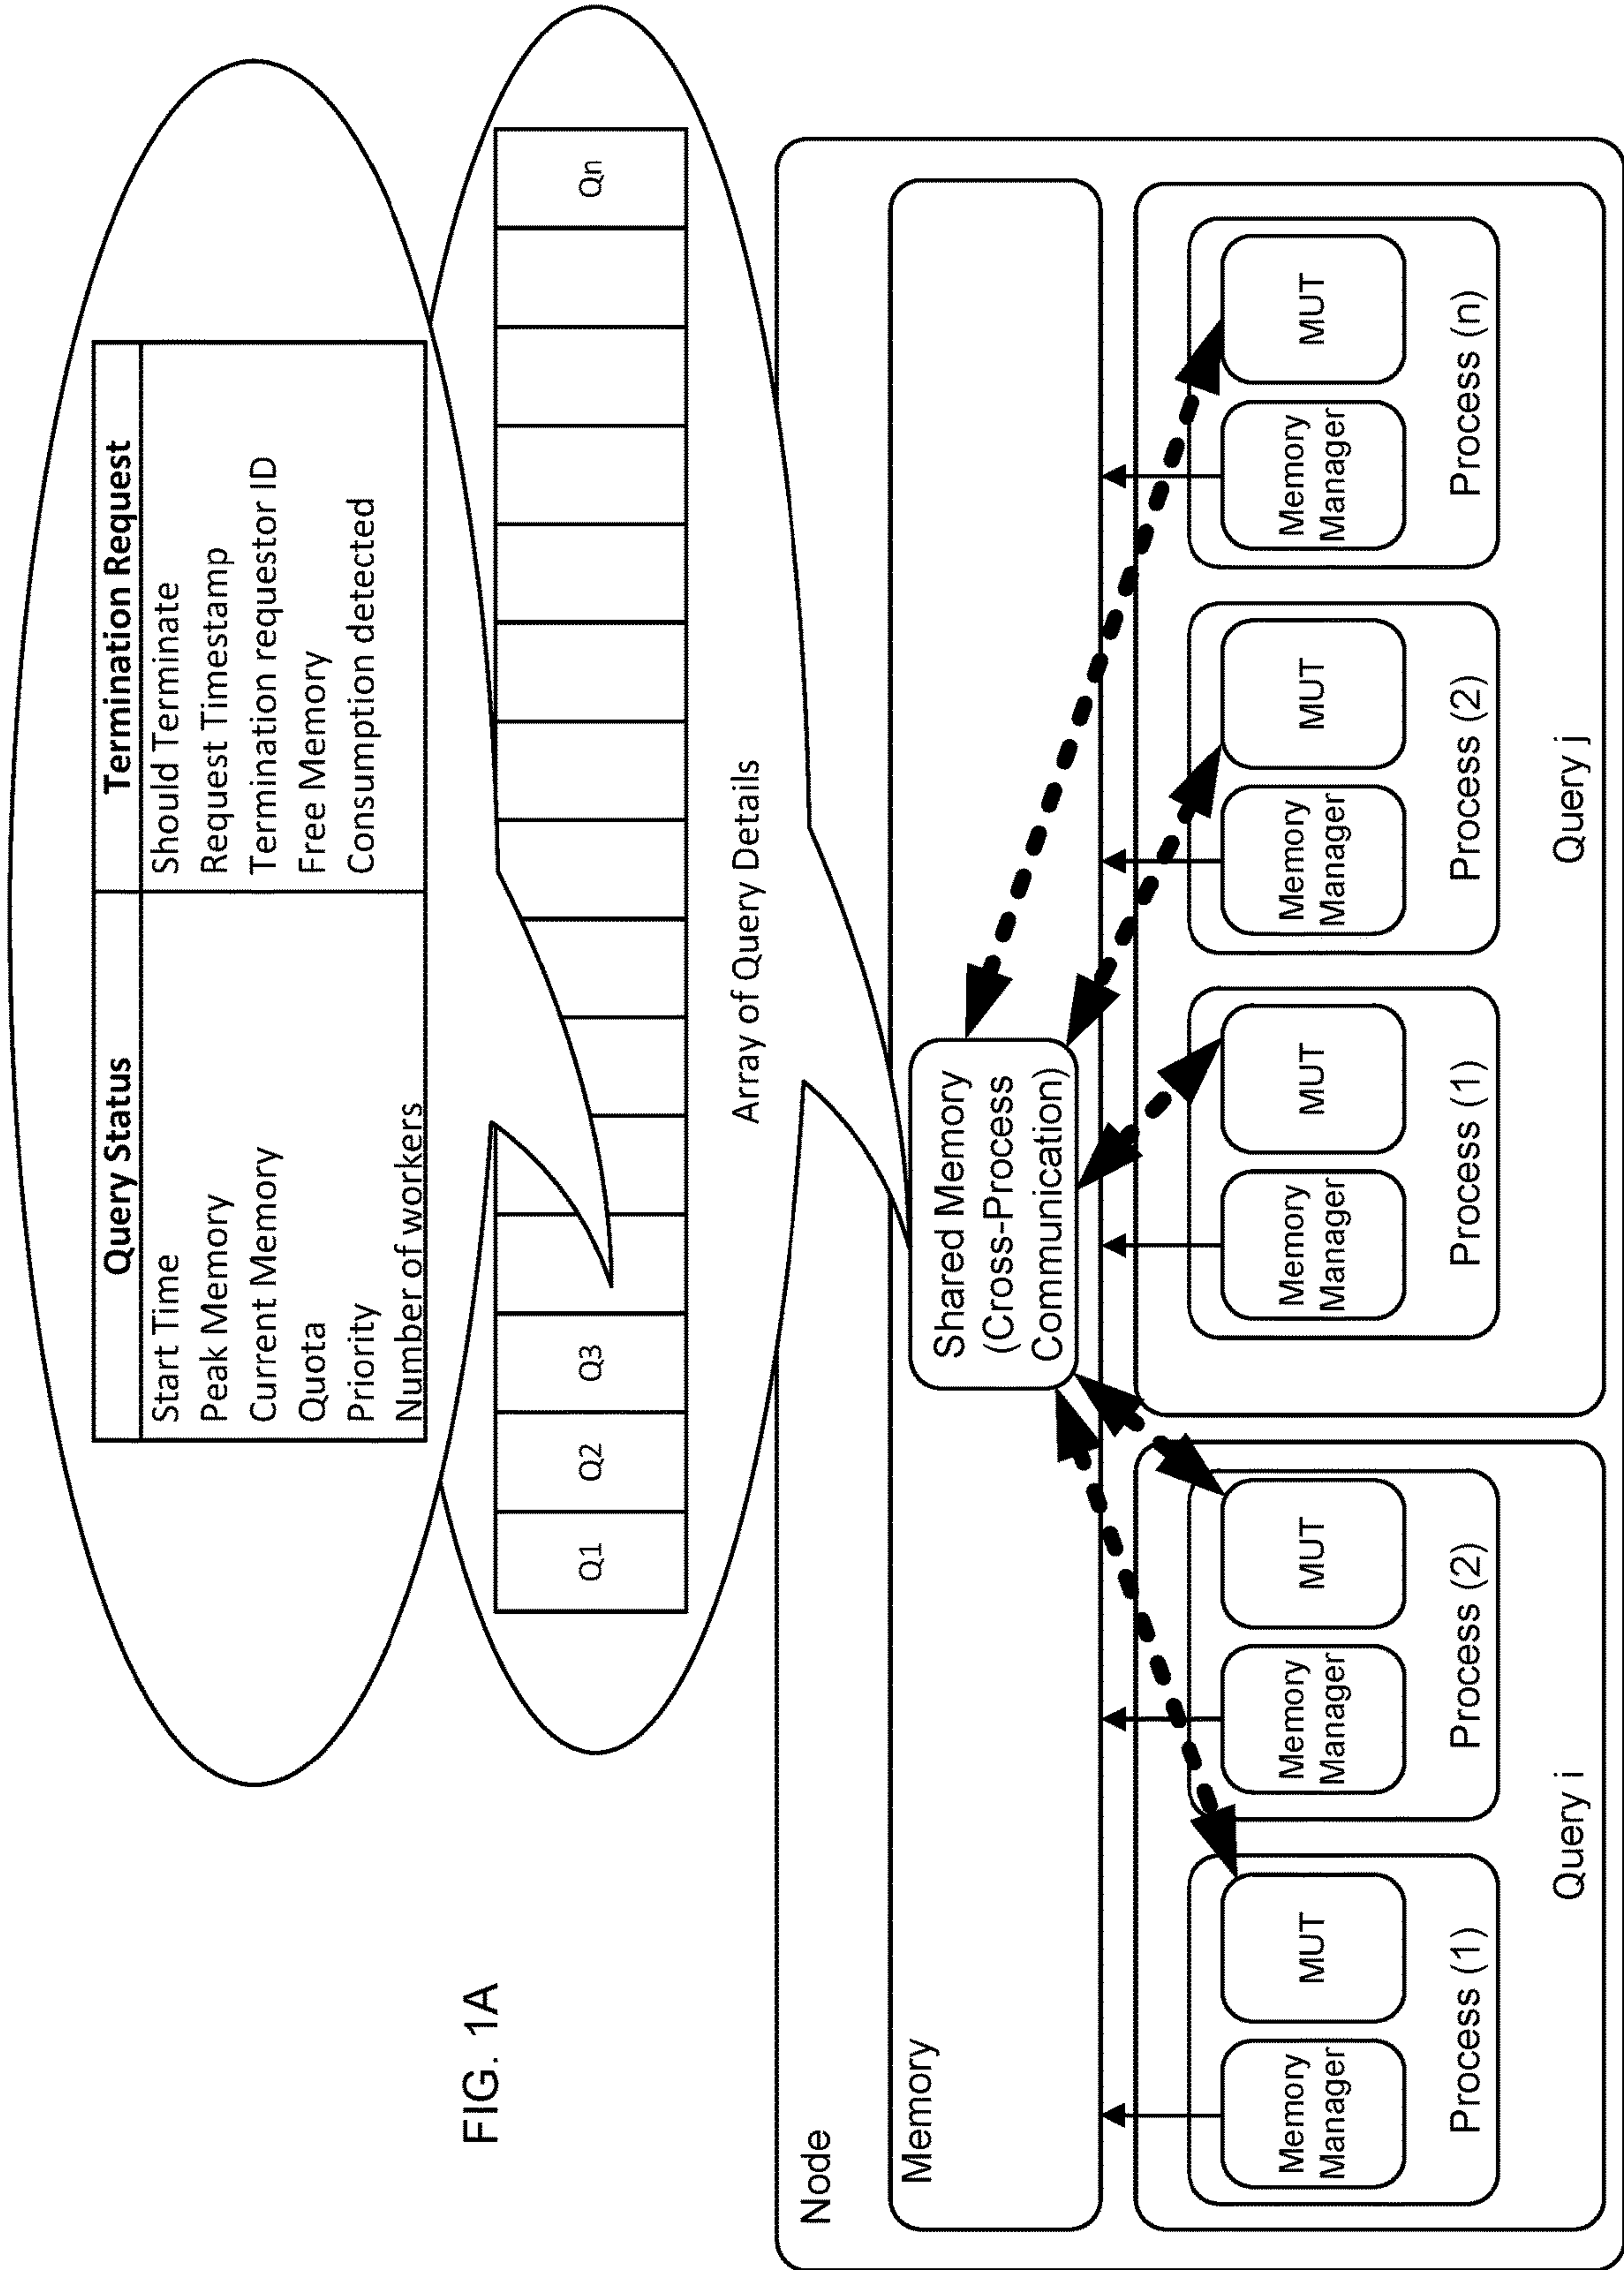 Query Status
Termination Request
Start Time
Peak Memory
Current Memory
Quota
Priority
Number of workers
Should Terminate
Request Timestamp
Termination requestor ID
Free Memory
Consumption detected
FIG. 1A
Q1
Q2
Q3
Qn
Array of Query Details
Node
Memory
Shared Memory
(Cross-Process
Communication)
Memory
Manager
MUT
Process (1)
Memory
Manager
MUT
Process (2)
Query i
Memory
Manager
MUT
Process (1)
Memory
Manager
MUT
Process (2)
Memory
Manager
MUT
Process (n)
Query j